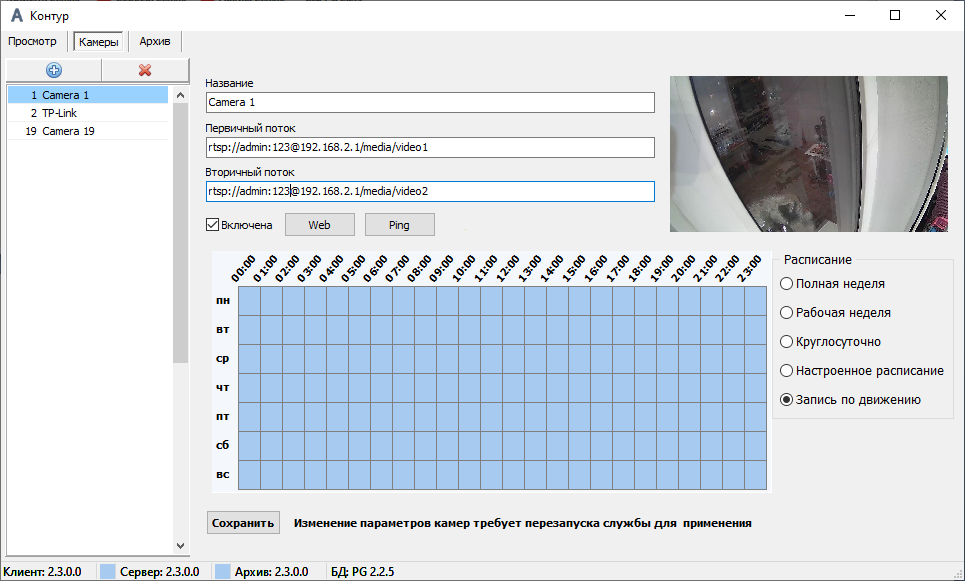 Контур
Просмотр Камеры Архив
1 Camera 1
2 TP-Link
19 Camera 19
Название
Camera 1
Первичный поток
rtsp://admin:123@192.168.2.1/media/video1
Вторичный поток
rtsp://admin:123@192.168.2.1/media/video2
Включена Web Ping
00:00 01:00 02:00 03:00 04:00 05:00 06:00 07:00 08:00 09:00 10:00 11:00 12:00 13:00 14:00 15:00 16:00 17:00 18:00 19:00 20:00 21:00 22:00 23:00
пн
вт
ср
чт
пт
сб
вс
Расписание
Полная неделя
Рабочая неделя
Круглосуточно
Настроенное расписание
Запись по движению
Сохранить Изменение параметров камер требует перезапуска службы для применения
Клиент: 2.3.0.0 Сервер: 2.3.0.0 Архив: 2.3.0.0 БД: PG 2.2.5